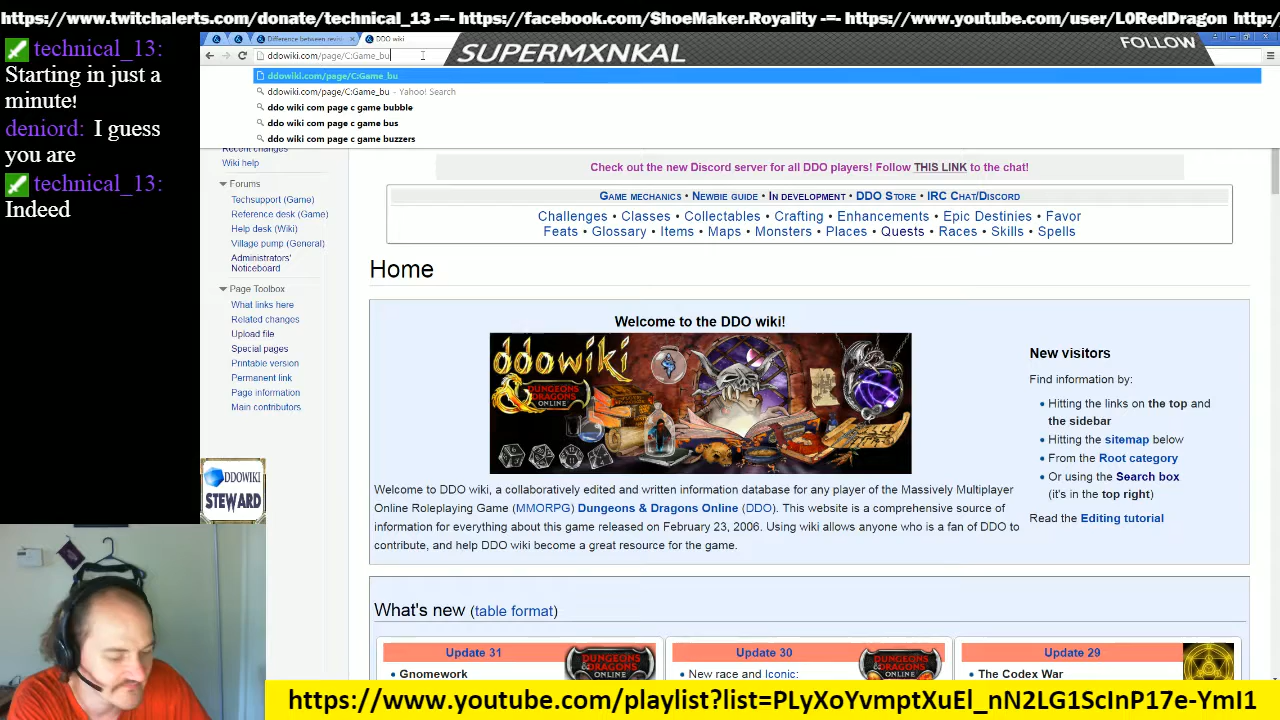 https://www.twitchalerts.com/donate/technical_13 -=- https://facebook.com/ShoeMaker.Royality -=- https://www.youtube.com/user/L0RedDragon http:/
technical_13:
Starting in just a
minute!
deniord: I guess
you are
technical_13:
Indeed
Difference between revisi
DDO wiki
SUPERMXNKAL
FOLLOW
ddowiki.com/page/C:Game_bu
ddowiki.com/page/C:Game_bu
ddowiki.com/page/C:Game_bu - Yahoo! Search
ddo wiki com page c game bubble
ddo wiki com page c game bus
ddo wiki com page c game buzzers
Recent changes
Wiki help
Forums
Techsupport (Game)
Reference desk (Game)
Help desk (Wiki)
Village pump (General)
Administrators'
Noticeboard
Page Toolbox
What links here
Related changes
Upload file
Special pages
Printable version
Permanent link
Page information
Main contributors
DDOWIKI
STEWARD
Check out the new Discord server for all DDO players! Follow THIS LINK to the chat!
Game mechanics • Newbie guide • In development • DDO Store • IRC Chat/Discord
Challenges • Classes • Collectables • Crafting • Enhancements • Epic Destinies • Favor
Feats • Glossary • Items • Maps • Monsters • Places • Quests • Races • Skills • Spells
Home
Welcome to the DDO wiki!
ddowiki
DUNGEONS & DRAGONS
ONLINE
Welcome to DDO wiki, a collaboratively edited and written information database for any player of the Massively Multiplayer
Online Roleplaying Game (MMORPG) Dungeons & Dragons Online (DDO). This website is a comprehensive source of
information for everything about this game released on February 23, 2006. Using wiki allows anyone who is a fan of DDO to
contribute, and help DDO wiki become a great resource for the game.
New visitors
Find information by:
• Hitting the links on the top and
the sidebar
• Hitting the sitemap below
• From the Root category
• Or using the Search box
(it's in the top right)
Read the Editing tutorial
What's new (table format)
Update 31
• Gnomework
DUNGEONS & DRAGONS
Update 30
• New race and Iconic:
DUNGEONS & DRAGONS
Update 29
• The Codex War
https://www.youtube.com/playlist?list=PLyXoYvmptXuEl_nN2LG1ScInP17e-YmI1